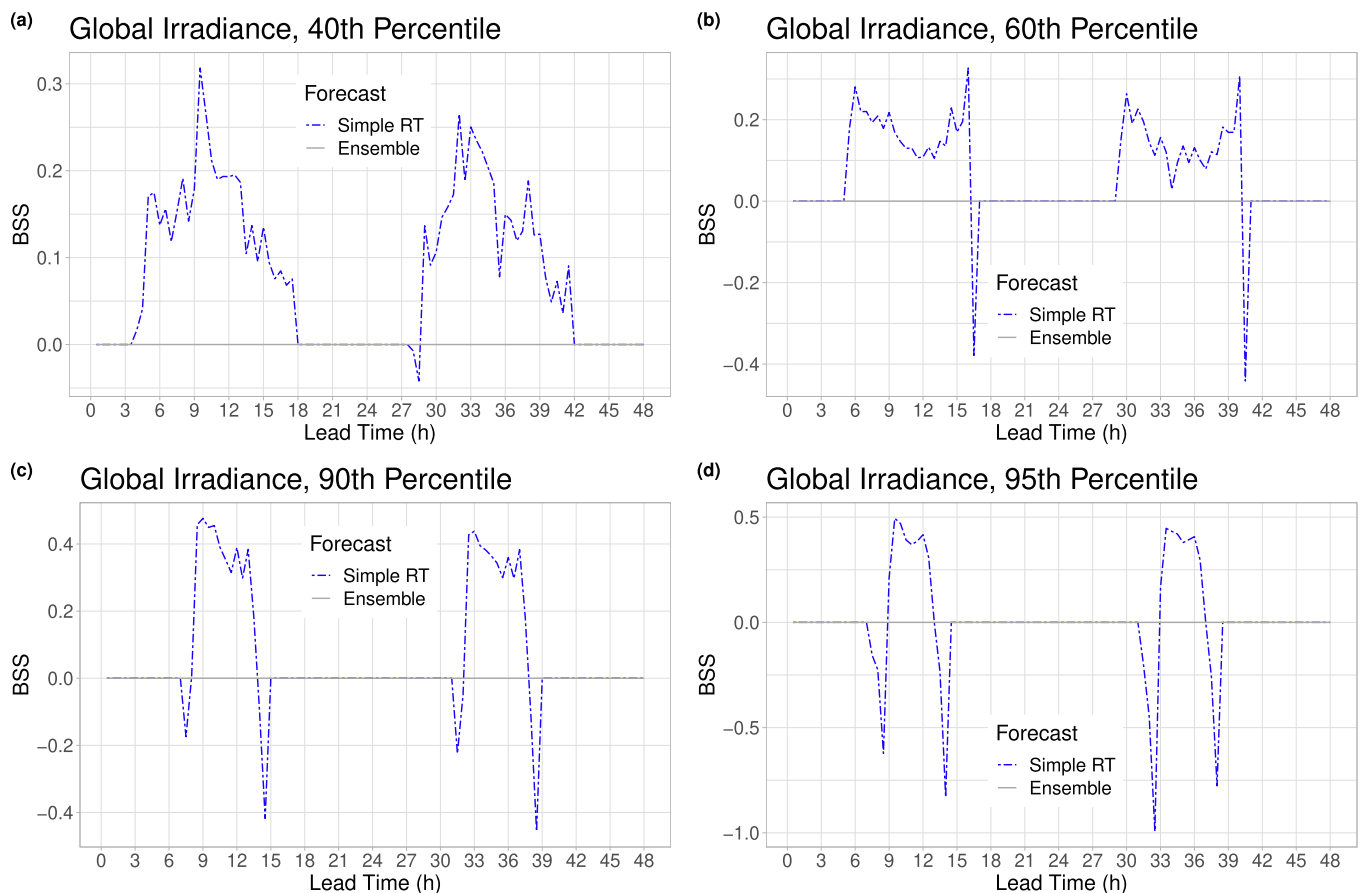 (a)
Global Irradiance, 40th Percentile
BSS
0.3
0.2
0.1
0.0
Forecast
Simple RT
Ensemble
0 3 6 9 12 15 18 21 24 27 30 33 36 39 42 45 48
Lead Time (h)
(b)
Global Irradiance, 60th Percentile
BSS
0.2
0.0
−0.2
−0.4
Forecast
Simple RT
Ensemble
0 3 6 9 12 15 18 21 24 27 30 33 36 39 42 45 48
Lead Time (h)
(c)
Global Irradiance, 90th Percentile
BSS
0.4
0.2
0.0
−0.2
−0.4
Forecast
Simple RT
Ensemble
0 3 6 9 12 15 18 21 24 27 30 33 36 39 42 45 48
Lead Time (h)
(d)
Global Irradiance, 95th Percentile
BSS
0.5
0.0
−0.5
−1.0
Forecast
Simple RT
Ensemble
0 3 6 9 12 15 18 21 24 27 30 33 36 39 42 45 48
Lead Time (h)